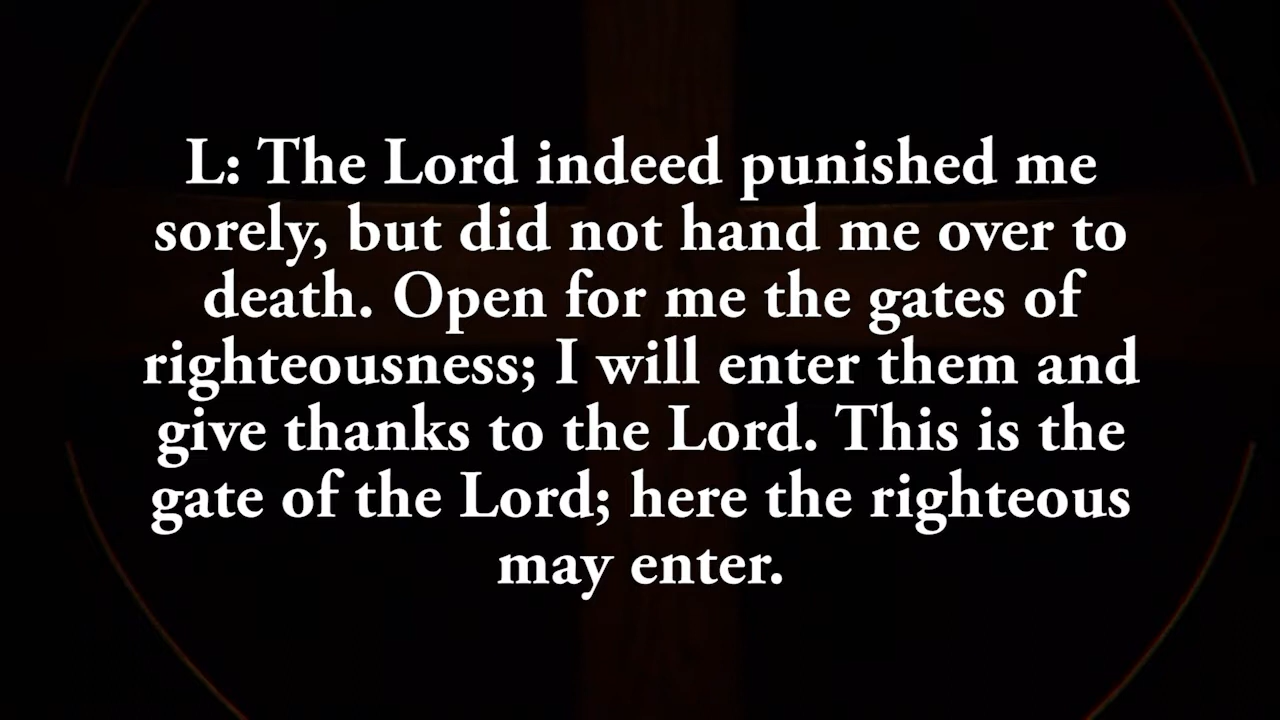 L: The Lord indeed punished me
sorely, but did not hand me over to
death. Open for me the gates of
righteousness; I will enter them and
give thanks to the Lord. This is the
gate of the Lord; here the righteous
may enter.